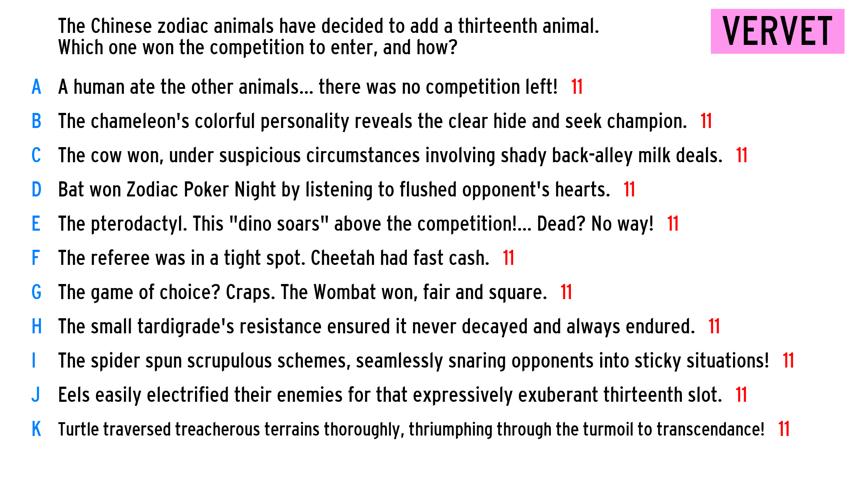 The Chinese zodiac animals have decided to add a thirteenth animal.
Which one won the competition to enter, and how?
VERVET
A A human ate the other animals... there was no competition left! 11
B The chameleon's colorful personality reveals the clear hide and seek champion. 11
C The cow won, under suspicious circumstances involving shady back-alley milk deals. 11
D Bat won Zodiac Poker Night by listening to flushed opponent's hearts. 11
E The pterodactyl. This "dino soars" above the competition!... Dead? No way! 11
F The referee was in a tight spot. Cheetah had fast cash. 11
G The game of choice? Craps. The Wombat won, fair and square. 11
H The small tardigrade's resistance ensured it never decayed and always endured. 11
I The spider spun scrupulous schemes, seamlessly snaring opponents into sticky situations! 11
J Eels easily electrified their enemies for that expressively exuberant thirteenth slot. 11
K Turtle traversed treacherous terrains thoroughly, thriumphing through the turmoil to transcendance! 11